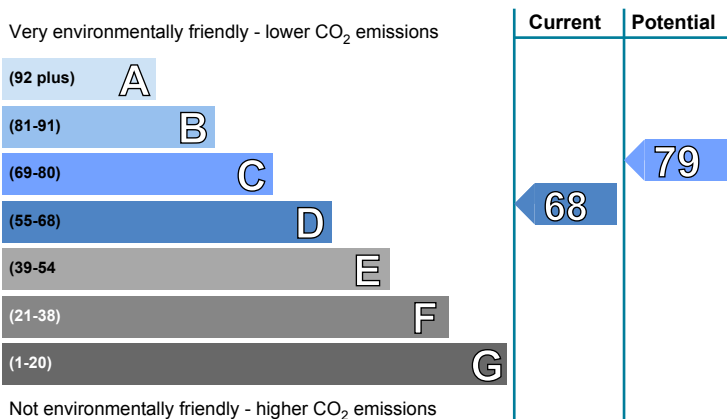 Very environmentally friendly - lower CO₂ emissions
Current
Potential
(92 plus) A
(81-91) B
(69-80) C
(55-68) D
(39-54 E
(21-38) F
(1-20) G
68
79
Not environmentally friendly - higher CO₂ emissions